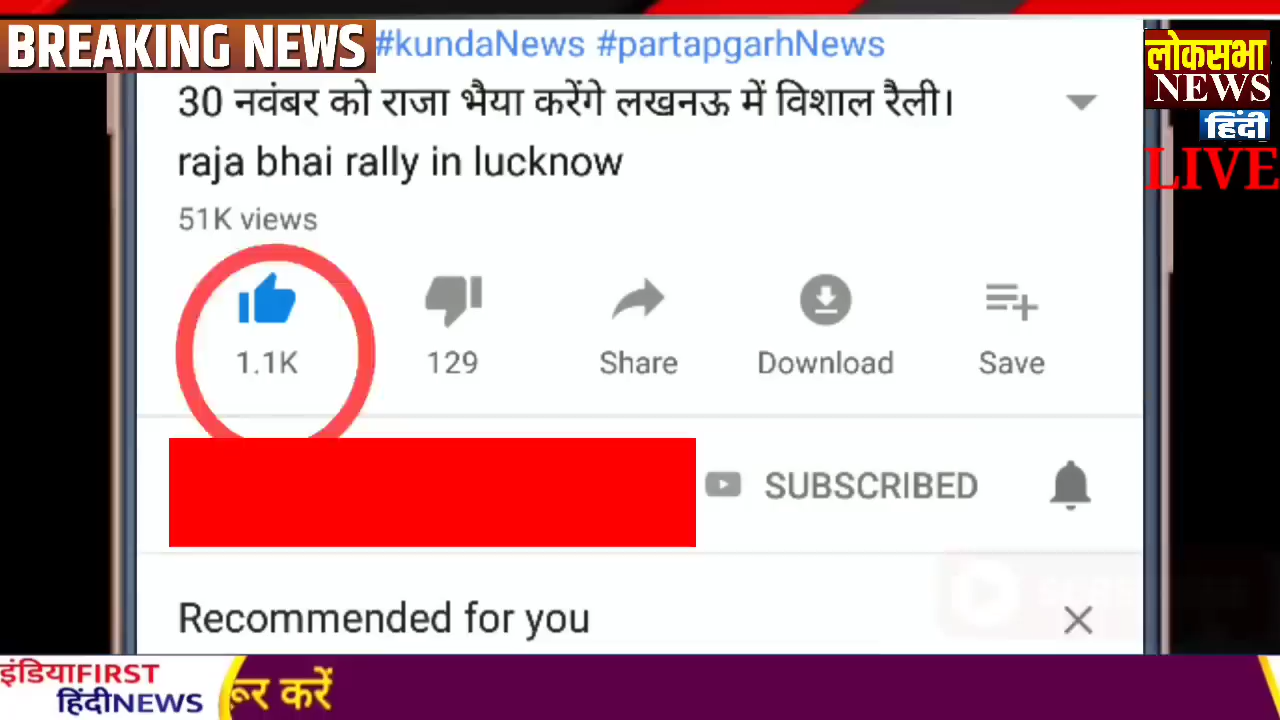 BREAKING NEWS
#kundaNews #partapgarhNews
30 नवंबर को राजा भैया करेंगे लखनऊ में विशाल रैली।
raja bhai rally in lucknow
51K views
1.1K
129
Share
Download
Save
SUBSCRIBED
Recommended for you
लोकसभा
NEWS
हिंदी
LIVE
इंडियाFIRST
हिंदीNEWS
करें